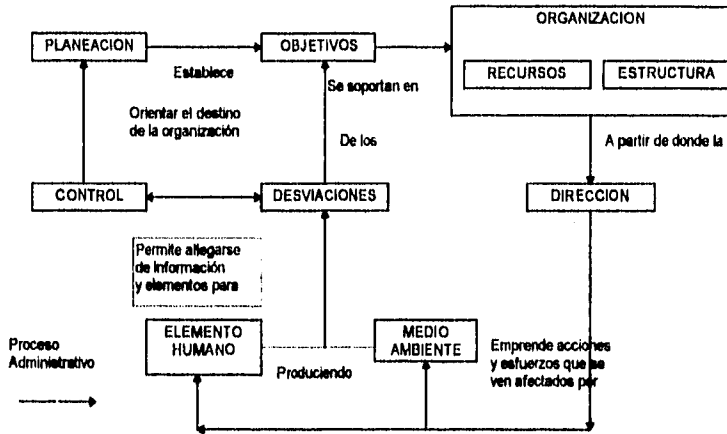 ORGANIZACION
PLANEACION
OBJETIVOS
RECURSOS
ESTRUCTURA
Establece
Se soportan en
Orientar el destino
de la organización
De los
A partir de donde la
CONTROL
DESVIACIONES
DIRECCION
Permite allegarse
de información
y elementos para
ELEMENTO
HUMANO
MEDIO
AMBIENTE
Proceso
Administrativo
Produciendo
Emprende acciones
y esfuerzos que se
ven afectados por